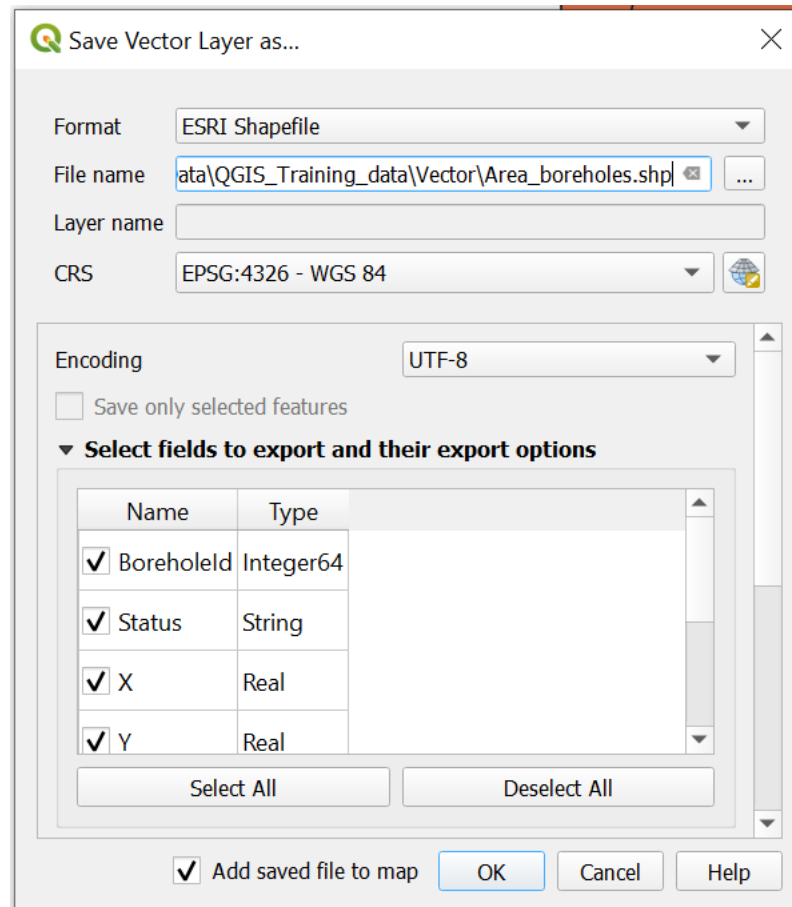 Save Vector Layer as...
Format ESRI Shapefile
File name ata\QGIS_Training_data\Vector\Area_boreholes.shp ...
Layer name
CRS EPSG:4326 - WGS 84
Encoding UTF-8
Save only selected features
Select fields to export and their export options
Name Type
BoreholeId Integer64
Status String
X Real
Y Real
Select All Deselect All
Add saved file to map OK Cancel Help